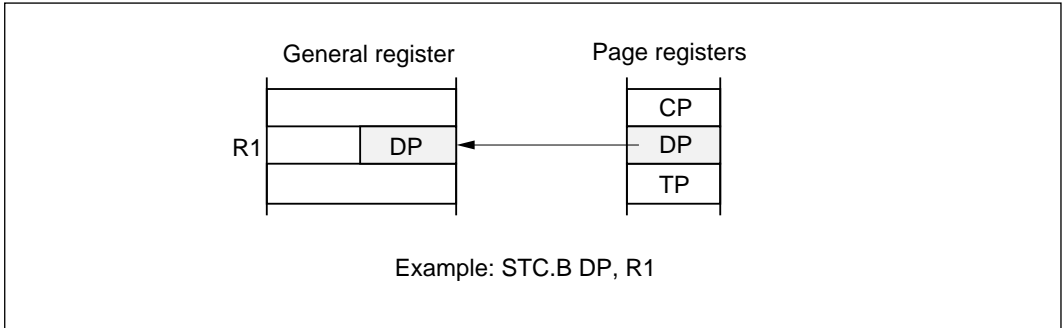 General register
Page registers
CP
R1 DP DP
TP
Example: STC.B DP, R1